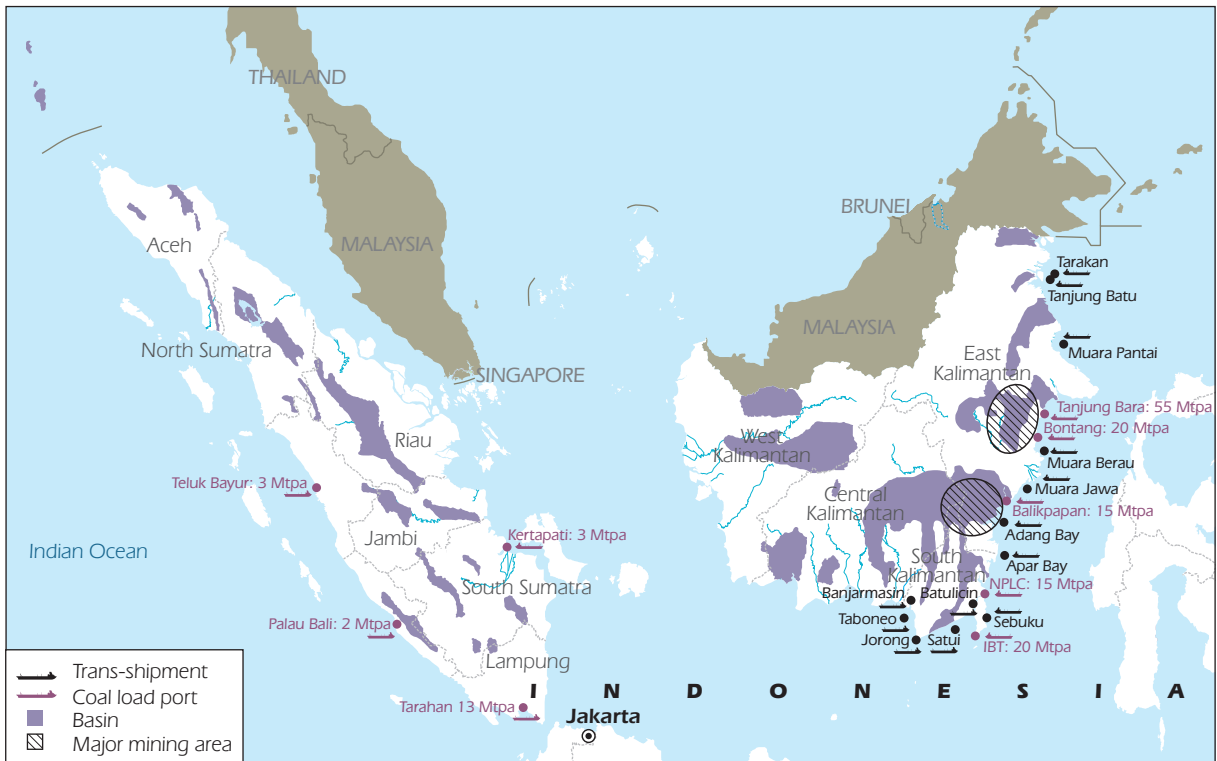 THAILAND
BRUNEI
MALAYSIA
Aceh
Tarakan
Tanjung Batu
MALAYSIA
North Sumatra
Muara Pantai
East
Kalimantan
SINGAPORE
Tanjung Bara: 55 Mtpa
Bontang: 20 Mtpa
Riau
West
Kalimantan
Muara Berau
Teluk Bayur: 3 Mtpa
Muara Jawa
Central
Kalimantan
Balikpapan: 15 Mtpa
Adang Bay
Kertapati: 3 Mtpa
Jambi
Indian Ocean
Apar Bay
South
Kalimantan
South Sumatra
NPLC: 15 Mtpa
Banjarmasin
Batulicin
Taboneo
Sebuku
Palau Bali: 2 Mtpa
Jorong
Satui
IBT: 20 Mtpa
Lampung
INDONESIA
Tarahan 13 Mtpa
Jakarta
Trans-shipment
Coal load port
Basin
Major mining area